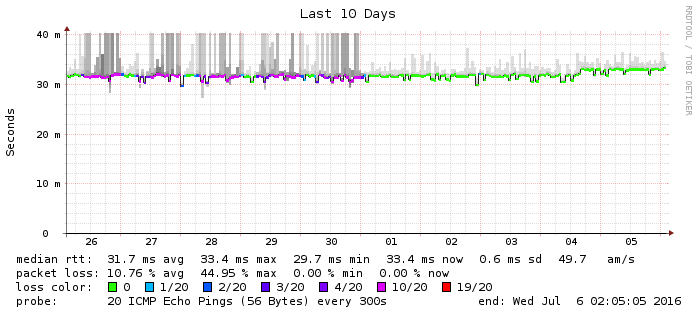 Last 10 Days
RRDTOOL / TOBI OETIKER
Seconds
40 m
30 m
20 m
10 m
0
26 27 28 29 30 01 02 03 04 05
median rtt: 31.7 ms avg 33.4 ms max 29.7 ms min 33.4 ms now 0.6 ms sd 49.7 am/s
packet loss: 10.76 % avg 44.95 % max 0.00 % min 0.00 % now
loss color: 0 1/20 2/20 3/20 4/20 10/20 19/20
probe: 20 ICMP Echo Pings (56 Bytes) every 300s end: Wed Jul 6 02:05:05 2016